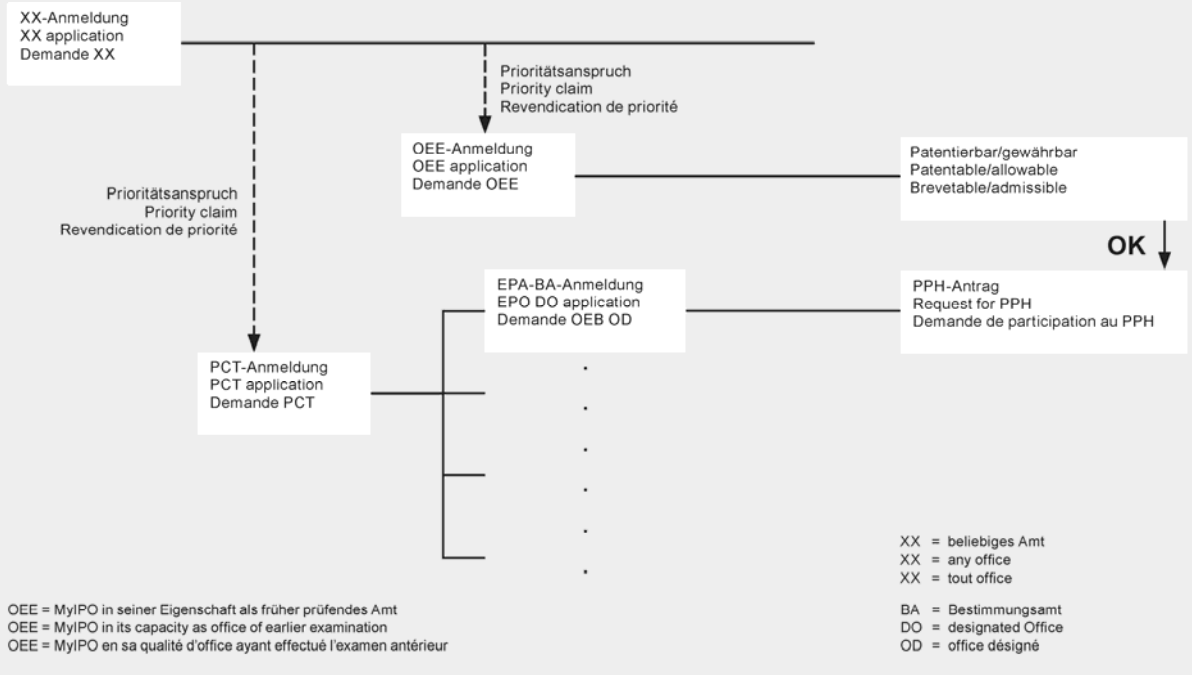 XX-Anmeldung
XX application
Demande XX
Prioritätsanspruch
Priority claim
Revendication de priorité
OEE-Anmeldung
OEE application
Demande OEE
Patentierbar/gewährbar
Patentable/allowable
Brevetable/admissible
Prioritätsanspruch
Priority claim
Revendication de priorité
OK
EPA-BA-Anmeldung
EPO DO application
Demande OEB OD
PPH-Antrag
Request for PPH
Demande de participation au PPH
PCT-Anmeldung
PCT application
Demande PCT
XX = beliebiges Amt
XX = any office
XX = tout office
OEE = MyIPO in seiner Eigenschaft als früher prüfendes Amt
OEE = MyIPO in its capacity as office of earlier examination
OEE = MyIPO en sa qualité d'office ayant effectué l'examen antérieur
BA = Bestimmungsamt
DO = designated Office
OD = office désigné